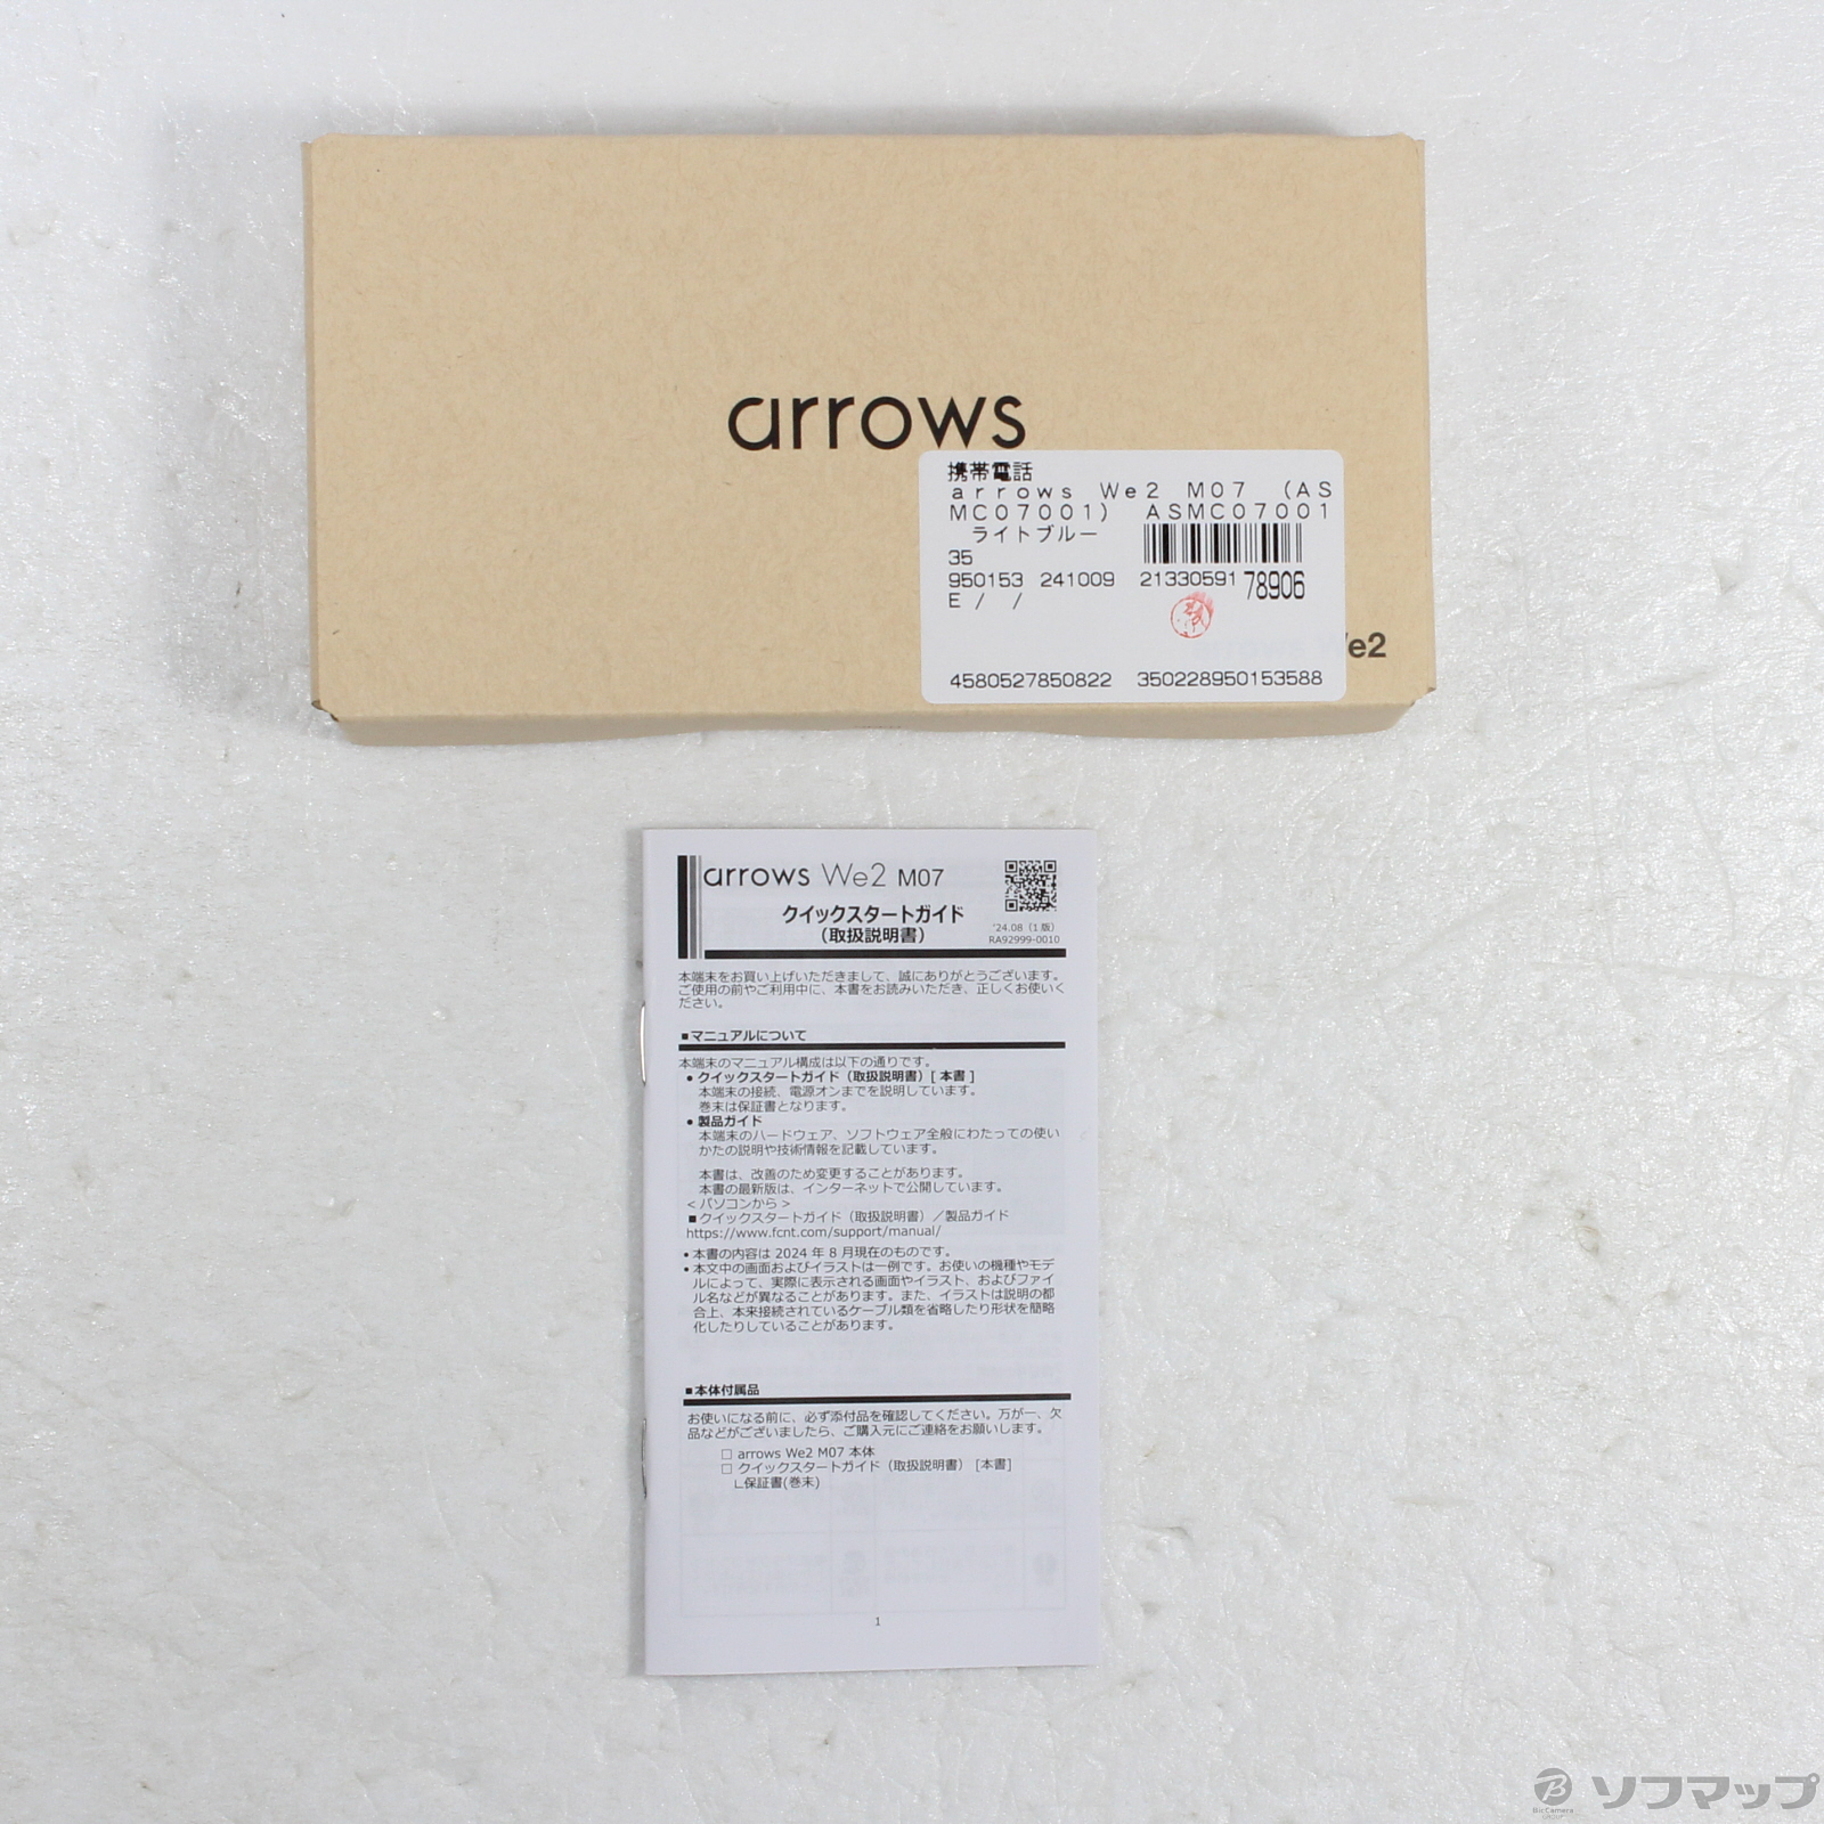 arrows
携帯電話
arrows We2 M07 (AS
MC07001) ASMC07001
ライトブルー
35
950153 241009 21330591 78906
E / /
e2
4580527850822 350228950153588
arrows We2 M07
クイックスタートガイド
(取扱説明書)
'24.08(1版)
RA92999-0010
本端末をお買い上げいただきまして、誠にありがとうございます。
ご使用の前やご利用中に、本書をお読みいただき、正しくお使いく
ださい。
■マニュアルについて
本端末のマニュアル構成は以下の通りです。
● クイックスタートガイド(取扱説明書)[ 本書 ]
本端末の接続、電源オンまでを説明しています。
巻末は保証書となります。
● 製品ガイド
本端末のハードウェア、ソフトウェア全般にわたっての使い
かたの説明や技術情報を記載しています。
本書は、改善のため変更することがあります。
本書の最新版は、インターネットで公開しています。
< パソコンから >
■ クイックスタートガイド(取扱説明書)/製品ガイド
https://www.fcnt.com/support/manual/
• 本書の内容は 2024 年 8 月現在のものです。
• 本文中の画面およびイラストは一例です。お使いの機種やモデ
ルによって、実際に表示される画面やイラスト、およびファイ
ル名などが異なることがあります。また、イラストは説明の都
合上、本来接続されているケーブル類を省略したり形状を簡略
化したりしていることがあります。
■本体付属品
お使いになる前に、必ず添付品を確認してください。万が一、欠
品などがございましたら、ご購入元にご連絡をお願いします。
□ arrows We2 M07 本体
□ クイックスタートガイド(取扱説明書) [本書]
∟保証書(巻末)
1
BicCamera
GROUP
ソフマップ